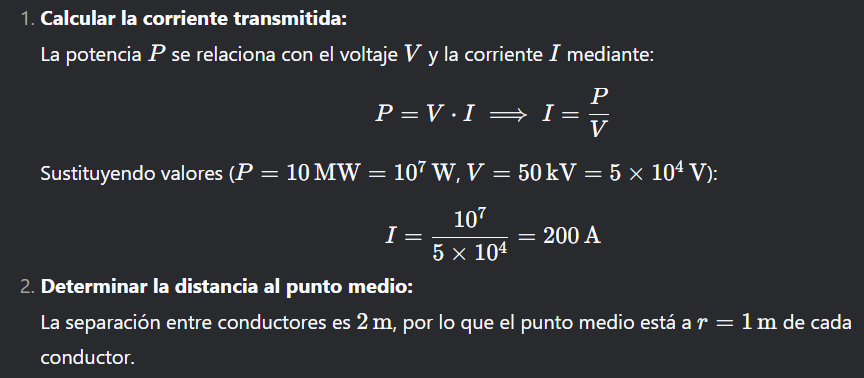 1. Calcular la corriente transmitida:
La potencia P se relaciona con el voltaje V y la corriente I mediante:
P = V · I ⟹ I = P/V
Sustituyendo valores (P = 10 MW = 10⁷ W, V = 50 kV = 5 × 10⁴ V):
I = 10⁷/(5 × 10⁴) = 200 A
2. Determinar la distancia al punto medio:
La separación entre conductores es 2 m, por lo que el punto medio está a r = 1 m de cada
conductor.